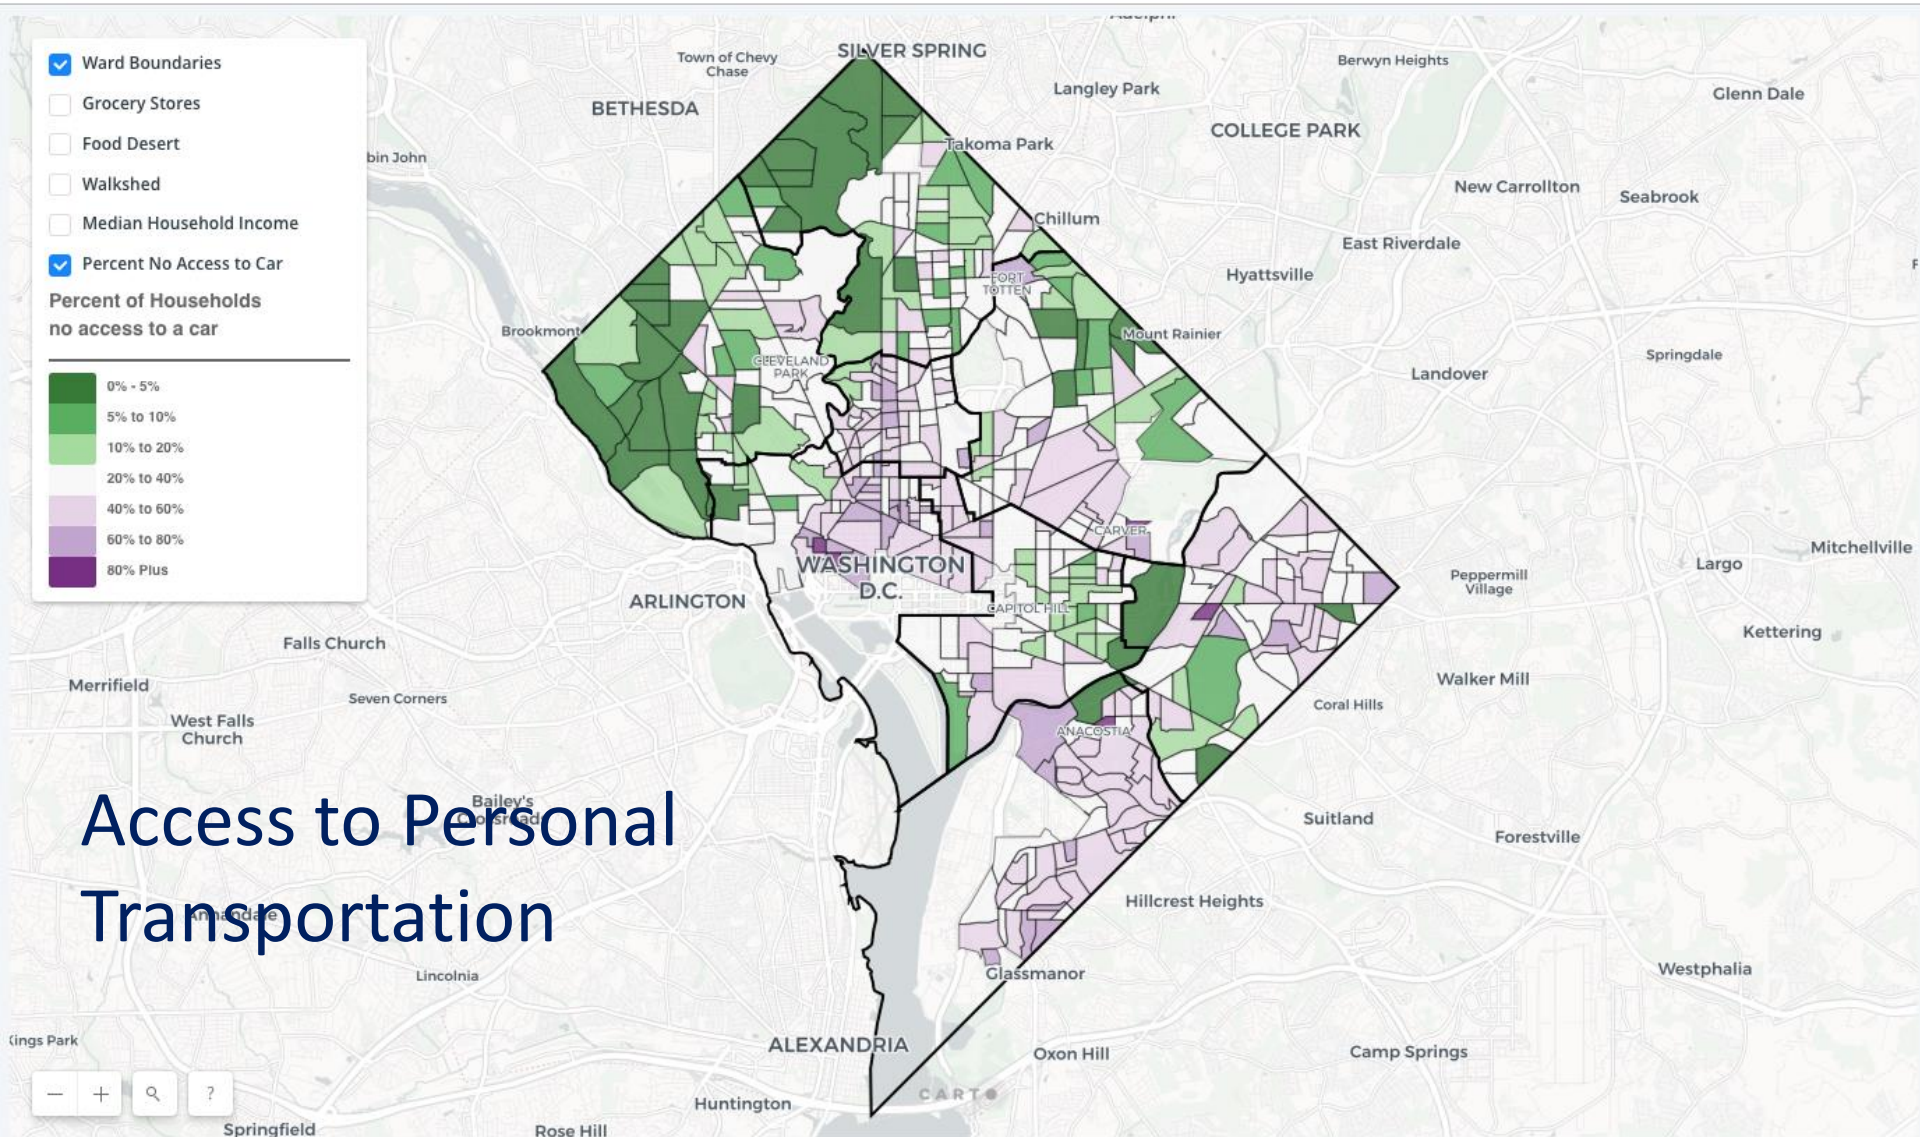 Adelphi
Ward Boundaries
Grocery Stores
Food Desert
Walkshed
Median Household Income
Percent No Access to Car
Percent of Households
no access to a car
0% - 5%
5% to 10%
10% to 20%
20% to 40%
40% to 60%
60% to 80%
80% Plus
Town of Chevy
Chase
SILVER SPRING
Berwyn Heights
BETHESDA
Langley Park
Glenn Dale
COLLEGE PARK
bin John
Takoma Park
New Carrollton
Seabrook
Chillum
East Riverdale
Hyattsville
FORT
TOTTEN
Brookmont
Mount Rainier
Springdale
CLEVELAND
PARK
Landover
CARVER
Mitchellville
WASHINGTON
D.C.
Largo
Peppermill
Village
ARLINGTON
CAPITOL HILL
Kettering
Falls Church
Merrifield
Seven Corners
Walker Mill
Coral Hills
West Falls
Church
ANACOSTIA
Bailey's
Crossroads
Access to Personal
Suitland
Forestville
Annandale
Transportation
Hillcrest Heights
Lincolnia
Glassmanor
Westphalia
Kings Park
ALEXANDRIA
Oxon Hill
Camp Springs
?
Huntington
CARTO
Springfield
Rose Hill